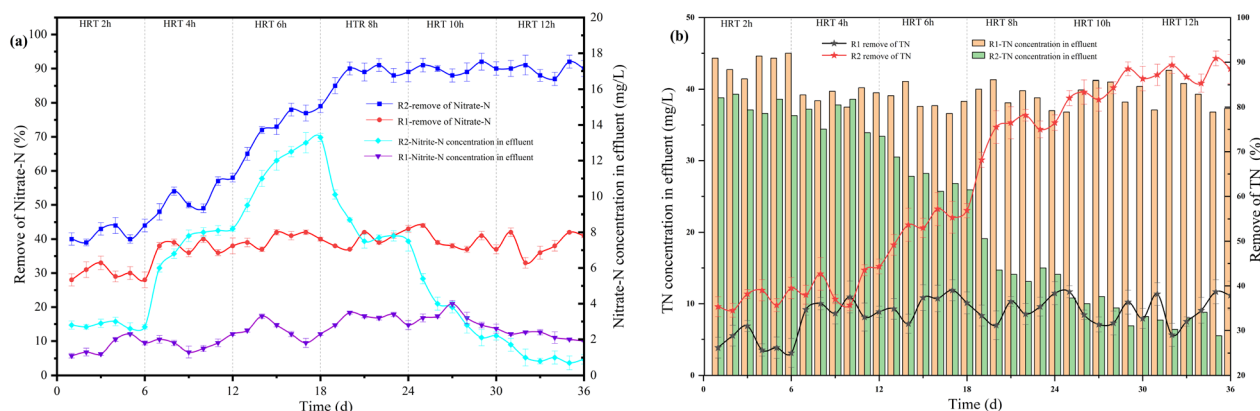 HRT 2h HRT 4h HRT 6h HTR 8h HRT 10h HRT 12h
(a)
R2-remove of Nitrate-N
R1-remove of Nitrate-N
R2-Nitrite-N concentration in effluent
R1-Nitrite-N concentration in effluent
Remove of Nitrate-N (%)
0 10 20 30 40 50 60 70 80 90 100
Nitrate-N concentration in effluent (mg/L)
0 2 4 6 8 10 12 14 16 18 20
0 6 12 18 24 30 36
Time (d)
HRT 2h HRT 4h HRT 6h HRT 8h HRT 10h HRT 12h
(b)
R1 remove of TN
R2 remove of TN
R1-TN concentration in effluent
R2-TN concentration in effluent
TN concentration in effluent (mg/L)
0 10 20 30 40 50
Remove of TN (%)
20 30 40 50 60 70 80 90 100
0 6 12 18 24 30 36
Time (d)